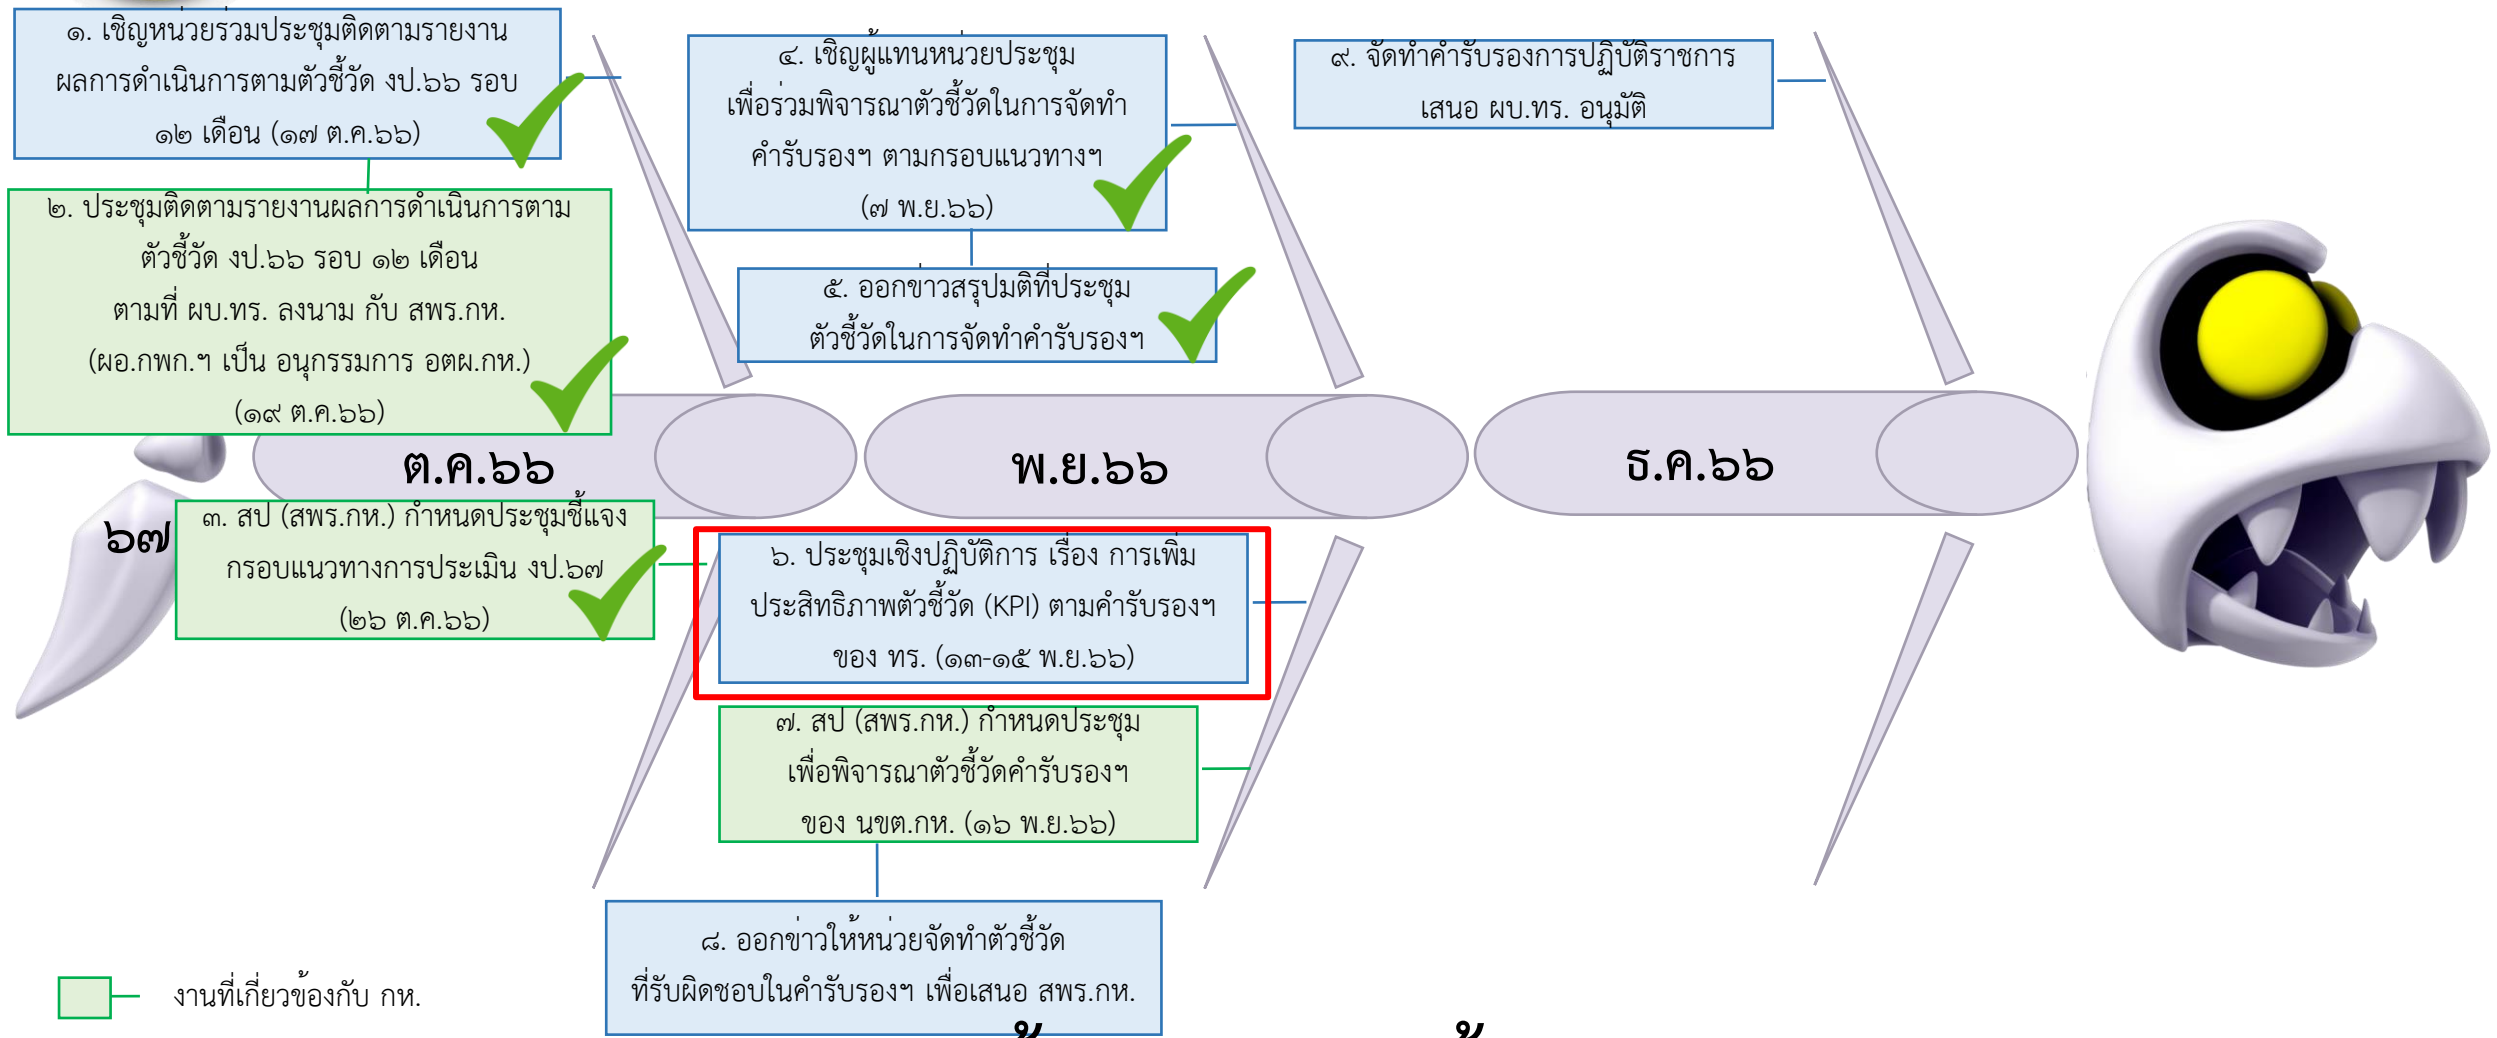 ๑. เชิญหน่วยร่วมประชุมติดตามรายงาน
ผลการดำเนินการตามตัวชี้วัด งป.๖๖ รอบ
๑๒ เดือน (๑๗ ต.ค.๖๖)
๒. ประชุมติดตามรายงานผลการดำเนินการตาม
ตัวชี้วัด งป.๖๖ รอบ ๑๒ เดือน
ตามที่ ผบ.ทร. ลงนาม กับ สพร.กห.
(ผอ.กพก.ฯ เป็น อนุกรรมการ อตผ.กห.)
(๑๙ ต.ค.๖๖)
๔. เชิญผู้แทนหน่วยประชุม
เพื่อร่วมพิจารณาตัวชี้วัดในการจัดทำ
คำรับรองฯ ตามกรอบแนวทางฯ
(๗ พ.ย.๖๖)
๕. ออกข่าวสรุปมติที่ประชุม
ตัวชี้วัดในการจัดทำคำรับรองฯ
๙. จัดทำคำรับรองการปฏิบัติราชการ
เสนอ ผบ.ทร. อนุมัติ
ต.ค.๖๖
พ.ย.๖๖
ธ.ค.๖๖
๖๗
๓. สป (สพร.กห.) กำหนดประชุมชี้แจง
กรอบแนวทางการประเมิน งป.๖๗
(๒๖ ต.ค.๖๖)
๖. ประชุมเชิงปฏิบัติการ เรื่อง การเพิ่ม
ประสิทธิภาพตัวชี้วัด (KPI) ตามคำรับรองฯ
ของ ทร. (๑๓-๑๕ พ.ย.๖๖)
๗. สป (สพร.กห.) กำหนดประชุม
เพื่อพิจารณาตัวชี้วัดคำรับรองฯ
ของ นขต.กห. (๑๖ พ.ย.๖๖)
๘. ออกข่าวให้หน่วยจัดทำตัวชี้วัด
ที่รับผิดชอบในคำรับรองฯ เพื่อเสนอ สพร.กห.
งานที่เกี่ยวข้องกับ กห.